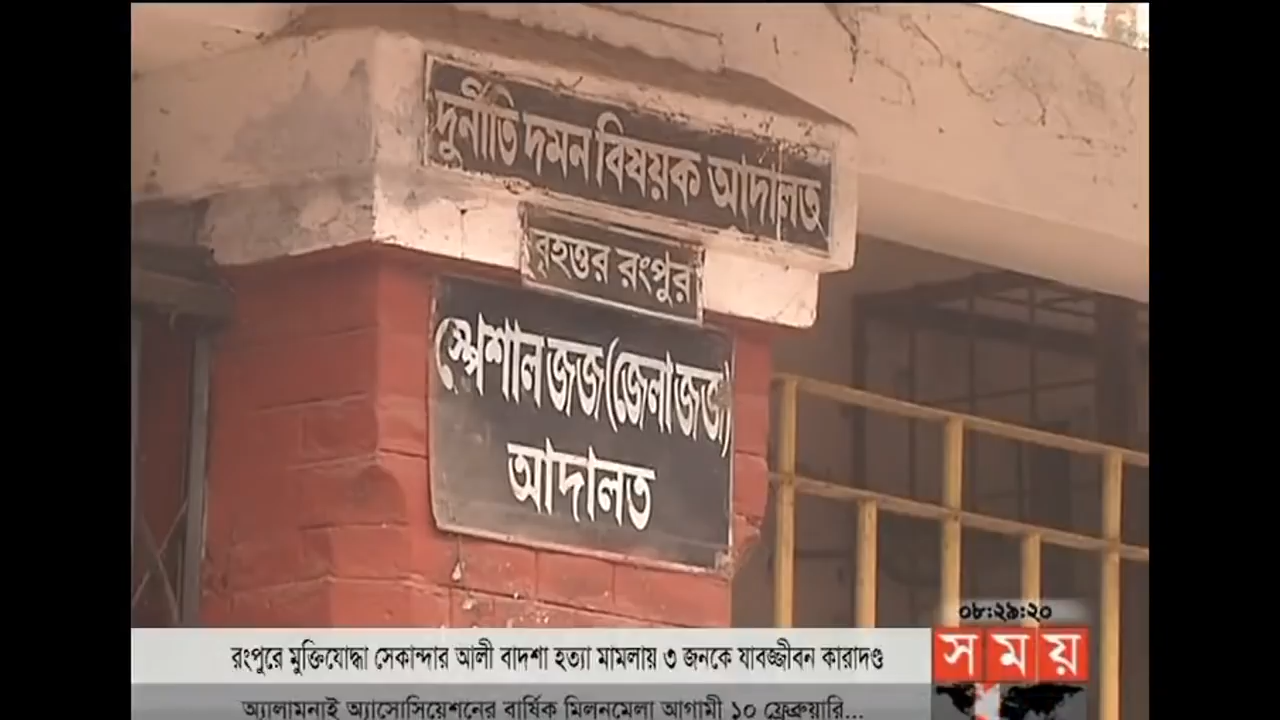 দুর্নীতি দমন বিষয়ক আদালত
বৃহত্তর রংপুর
স্পেশাল জজ (জেলা জজ)
আদালত
০৮:২৯:২০
সময়
রংপুরে মুক্তিযোদ্ধা সেকান্দার আলী বাদশা হত্যা মামলায় ৩ জনকে যাবজ্জীবন কারাদণ্ড
অ্যালামনাই অ্যাসোসিয়েশনের বার্ষিক মিলনমেলা আগামী ১০ ফেব্রুয়ারি...